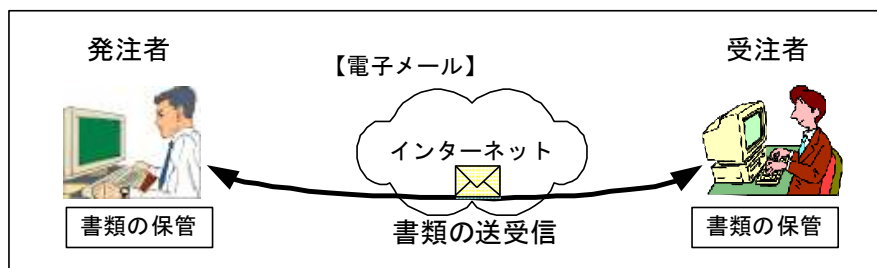 発注者
受注者
【電子メール】
インターネット
書類の送受信
書類の保管
書類の保管